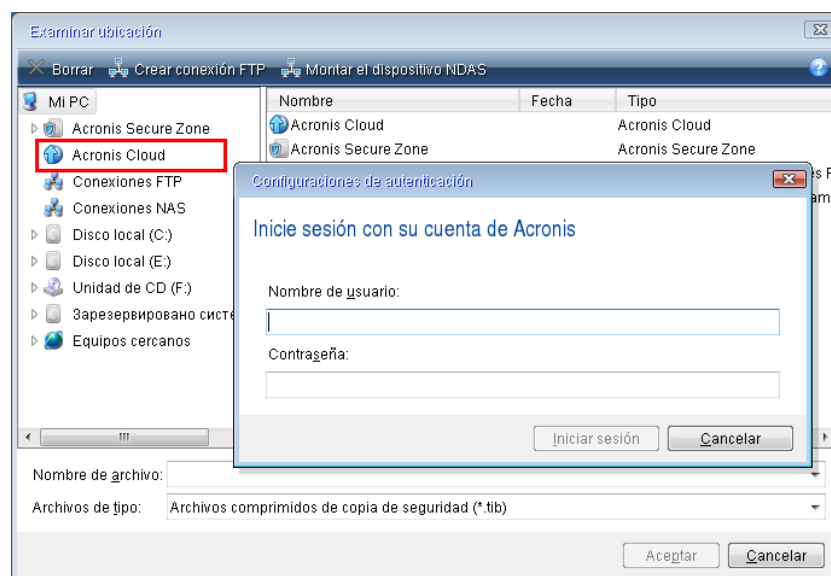 Examinar ubicación
Borrar Crear conexión FTP Montar el dispositivo NDAS
Mi PC
Acronis Secure Zone
Acronis Cloud
Conexiones FTP
Conexiones NAS
Disco local (C:)
Disco local (E:)
Unidad de CD (F:)
Зарезервировано систе
Equipos cercanos
Nombre Fecha Tipo
Acronis Cloud Acronis Cloud
Acronis Secure Zone Acronis Secure Zone
Configuraciones de autenticación
Inicie sesión con su cuenta de Acronis
Nombre de usuario:
Contraseña:
Iniciar sesión Cancelar
Nombre de archivo:
Archivos de tipo: Archivos comprimidos de copia de seguridad (*.tib)
Aceptar Cancelar